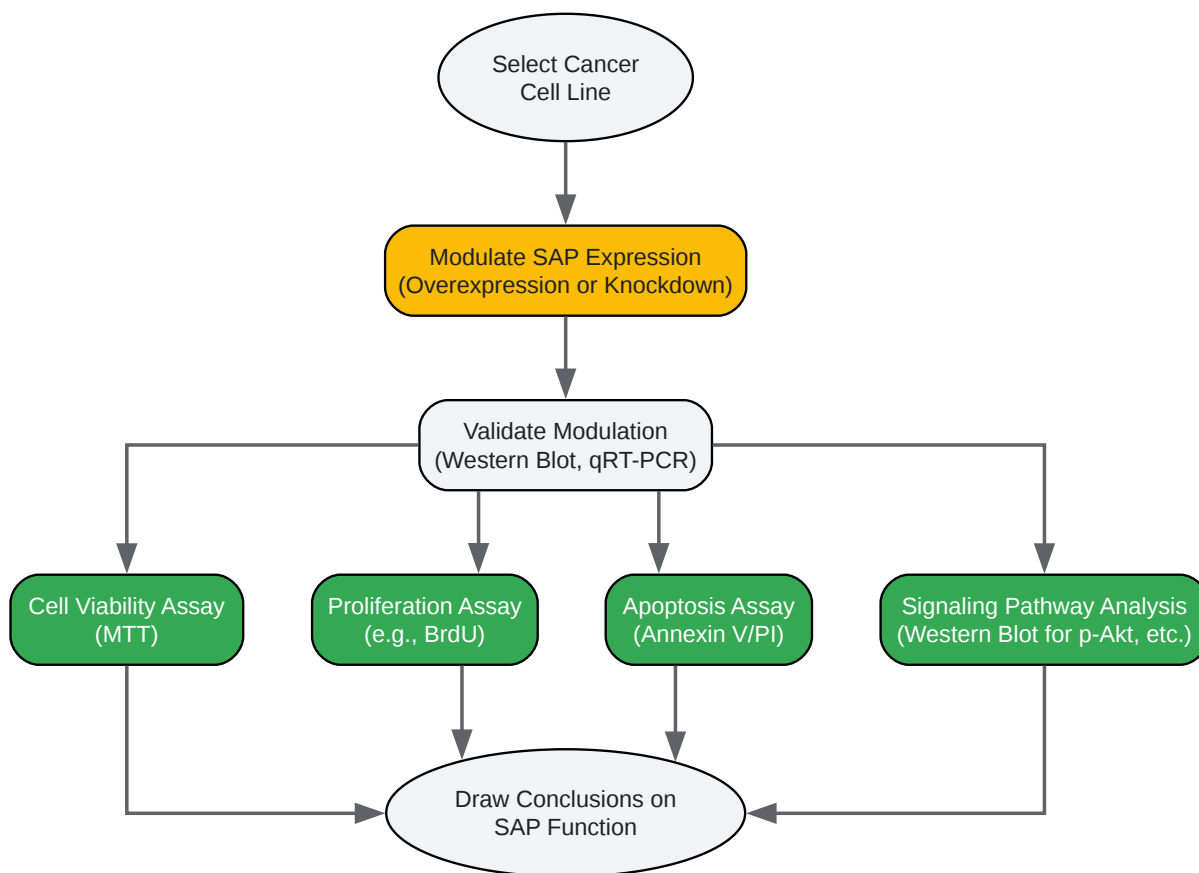 Select Cancer
Cell Line
Modulate SAP Expression
(Overexpression or Knockdown)
Validate Modulation
(Western Blot, qRT-PCR)
Cell Viability Assay
(MTT)
Proliferation Assay
(e.g., BrdU)
Apoptosis Assay
(Annexin V/PI)
Signaling Pathway Analysis
(Western Blot for p-Akt, etc.)
Draw Conclusions on
SAP Function